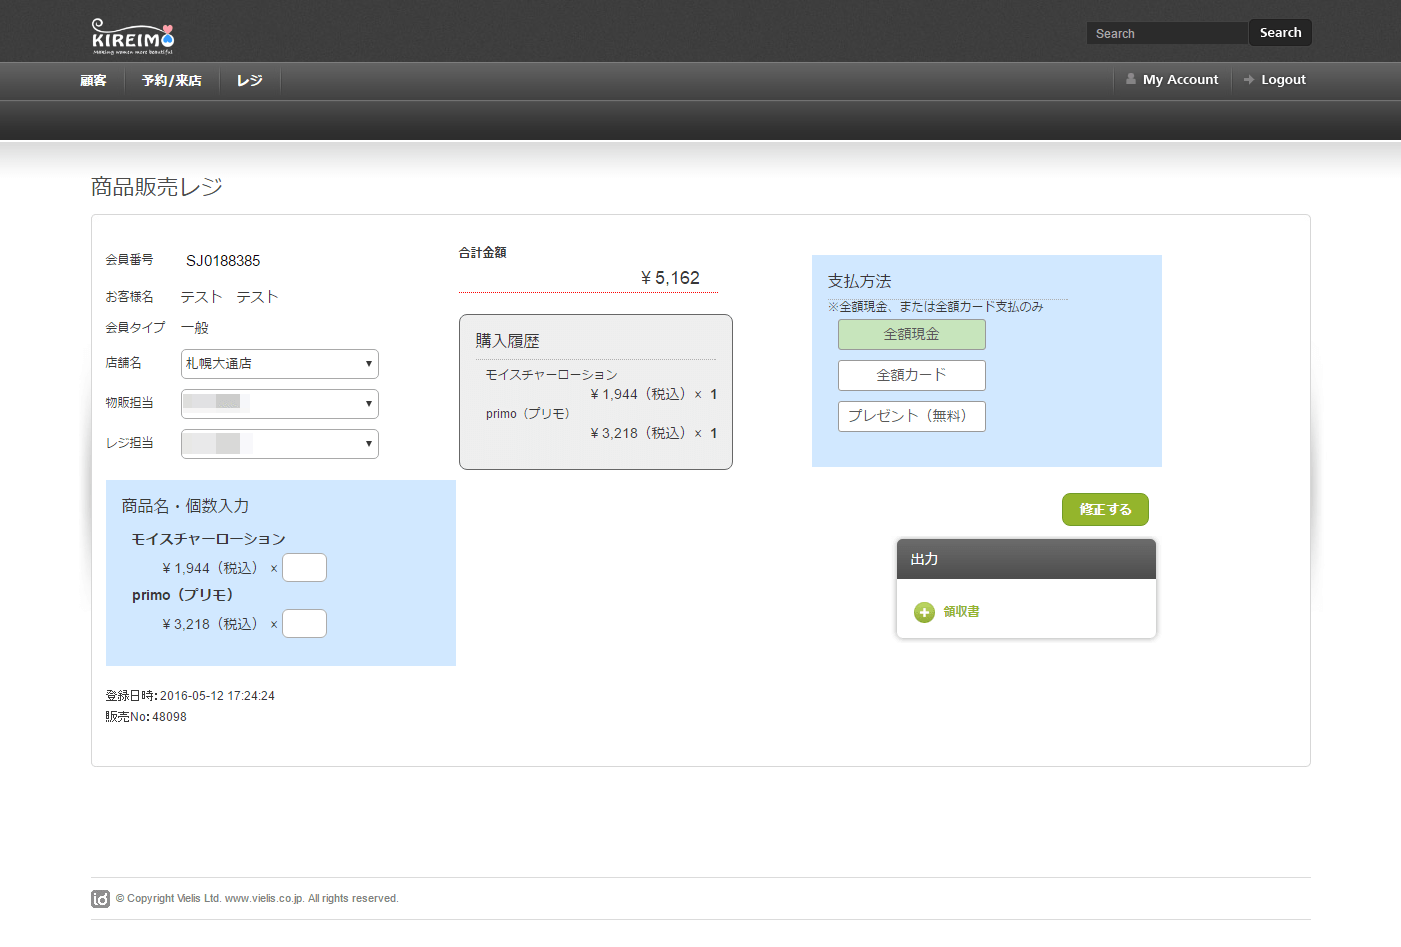 KIREIMO
Making women more beautiful
Search
Search
顧客
予約/来店
レジ
My Account
Logout
商品販売レジ
会員番号 SJ0188385
お客様名 テスト テスト
会員タイプ 一般
店舗名 札幌大通店
物販担当
レジ担当
商品名・個数入力
モイスチャーローション
¥ 1,944（税込） ×
primo（プリモ）
¥ 3,218（税込） ×
登録日時: 2016-05-12 17:24:24
販売No: 48098
合計金額
¥ 5,162
購入履歴
モイスチャーローション
¥ 1,944（税込）× 1
primo（プリモ）
¥ 3,218（税込）× 1
支払方法
※全額現金、または全額カード支払のみ
全額現金
全額カード
プレゼント（無料）
修正する
出力
領収書
© Copyright Vielis Ltd. www.vielis.co.jp. All rights reserved.